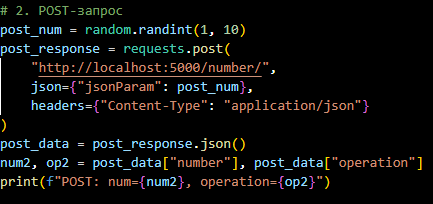 # 2. POST-запрос
post_num = random.randint(1, 10)
post_response = requests.post(
    "http://localhost:5000/number/",
    json={"jsonParam": post_num},
    headers={"Content-Type": "application/json"}
)
post_data = post_response.json()
num2, op2 = post_data["number"], post_data["operation"]
print(f"POST: num={num2}, operation={op2}")